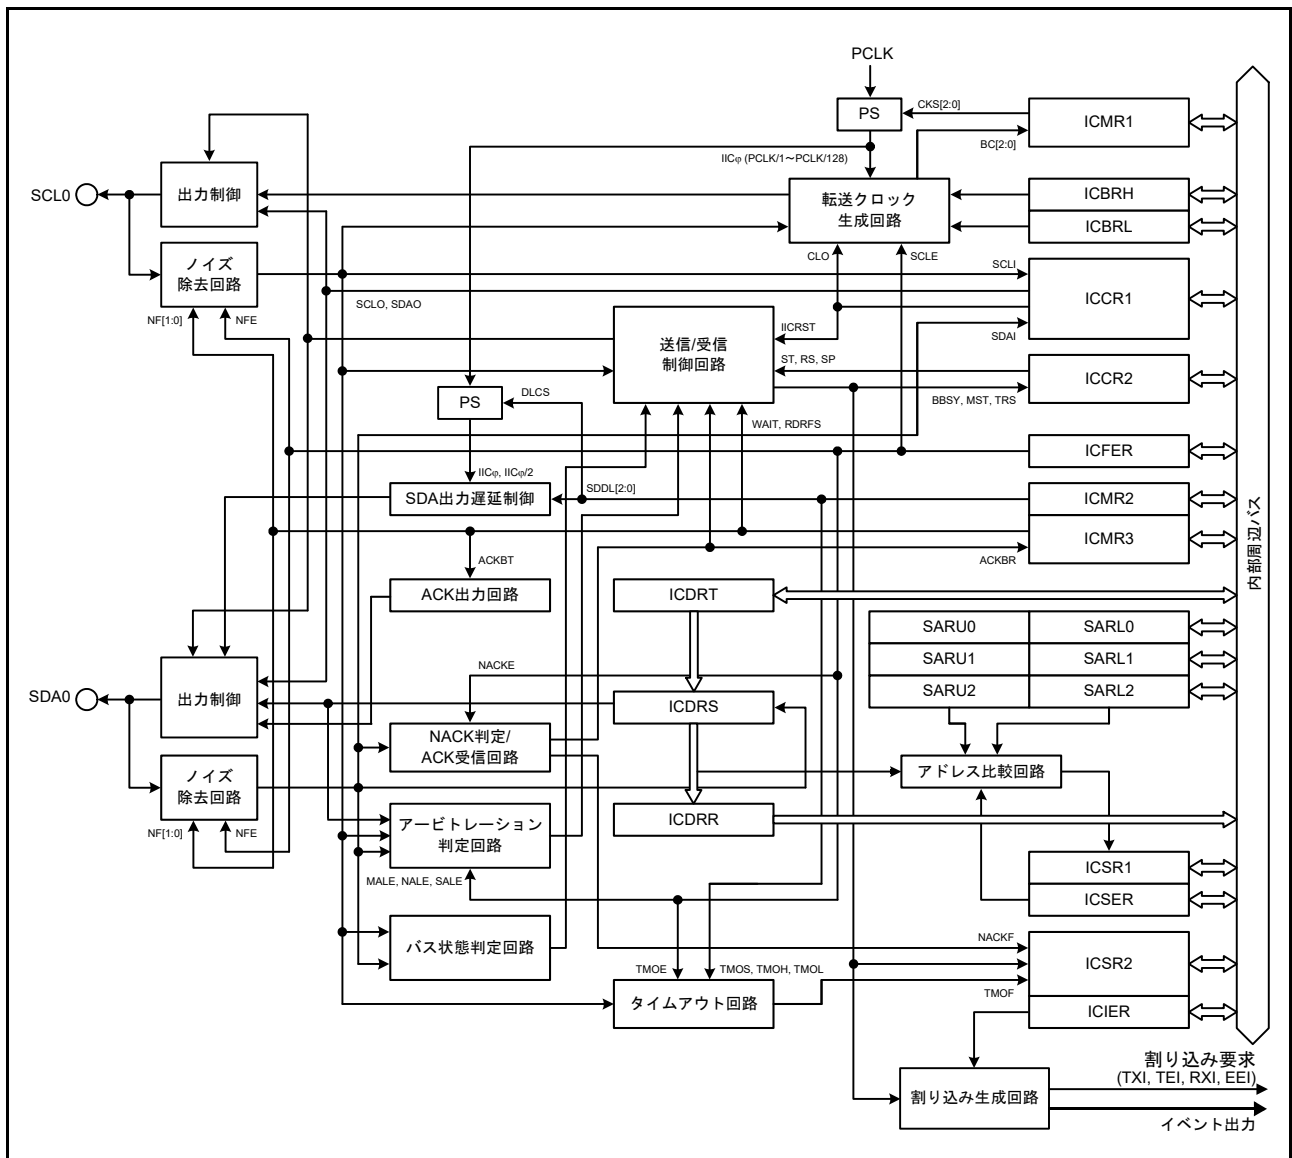 PCLK
PS
CKS[2:0]
ICMR1
BC[2:0]
IICφ (PCLK/1～PCLK/128)
SCL0
出力制御
転送クロック
生成回路
ICBRH
ICBRL
ノイズ
除去回路
CLO
SCLE
SCLI
ICCR1
SCLO, SDAO
NF[1:0]
NFE
IICRST
SDAI
送信/受信
制御回路
ST, RS, SP
ICCR2
BBSY, MST, TRS
PS
DLCS
WAIT, RDRFS
ICFER
IICφ, IICφ/2
SDA出力遅延制御
SDDL[2:0]
ICMR2
ICMR3
ACKBT
ACKBR
内部周辺バス
ACK出力回路
ICDRT
SARU0
SARL0
SARU1
SARL1
SARU2
SARL2
SDA0
出力制御
NACKE
ICDRS
NACK判定/
ACK受信回路
アドレス比較回路
ノイズ
除去回路
NF[1:0]
NFE
アービトレーション
判定回路
ICDRR
MALE, NALE, SALE
ICSR1
ICSER
バス状態判定回路
NACKF
ICSR2
TMOE
TMOS, TMOH, TMOL
TMOF
タイムアウト回路
ICIER
割り込み生成回路
割り込み要求
(TXI, TEI, RXI, EEI)
イベント出力